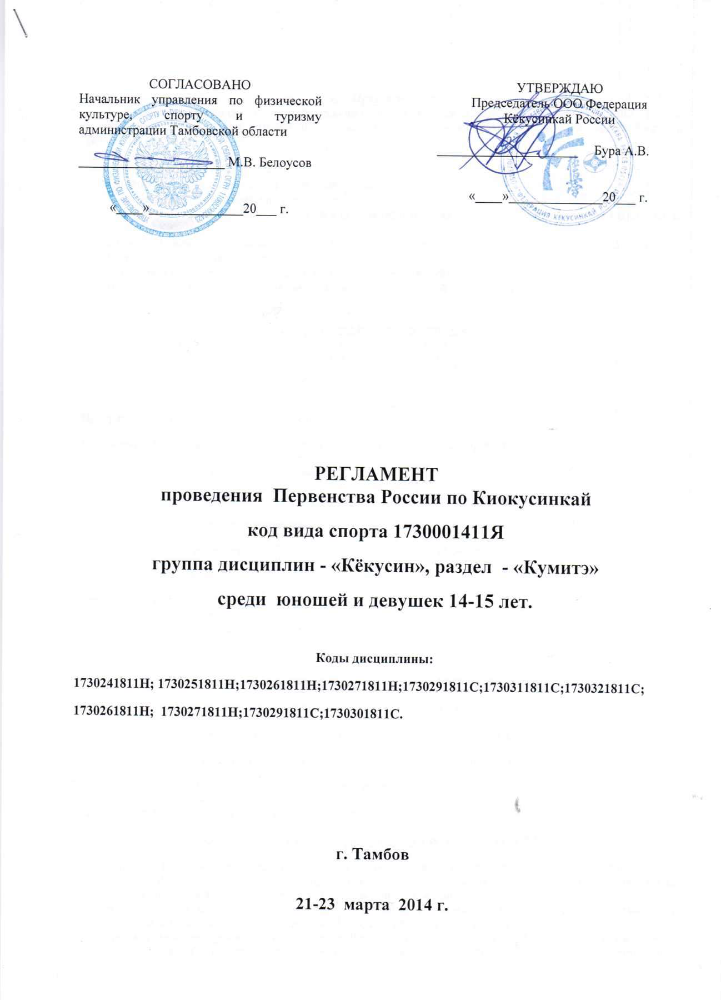 СОГЛАСОВАНО
Начальник управления по физической
культуре, спорту и туризму
администрации Тамбовской области
____________________ М.В. Белоусов
«____»______________20___ г.
УТВЕРЖДАЮ
Председатель ООО Федерация
Кёкусинкай России
____________________ Бура А.В.
«____»______________20___ г.
РЕГЛАМЕНТ
проведения Первенства России по Киокусинкай
код вида спорта 1730001411Я
группа дисциплин - «Кёкусин», раздел - «Кумитэ»
среди юношей и девушек 14-15 лет.
Коды дисциплины:
1730241811Н; 1730251811Н;1730261811Н;1730271811Н;1730291811С;1730311811С;1730321811С;
1730261811Н; 1730271811Н;1730291811С;1730301811С.
г. Тамбов
21-23 марта 2014 г.